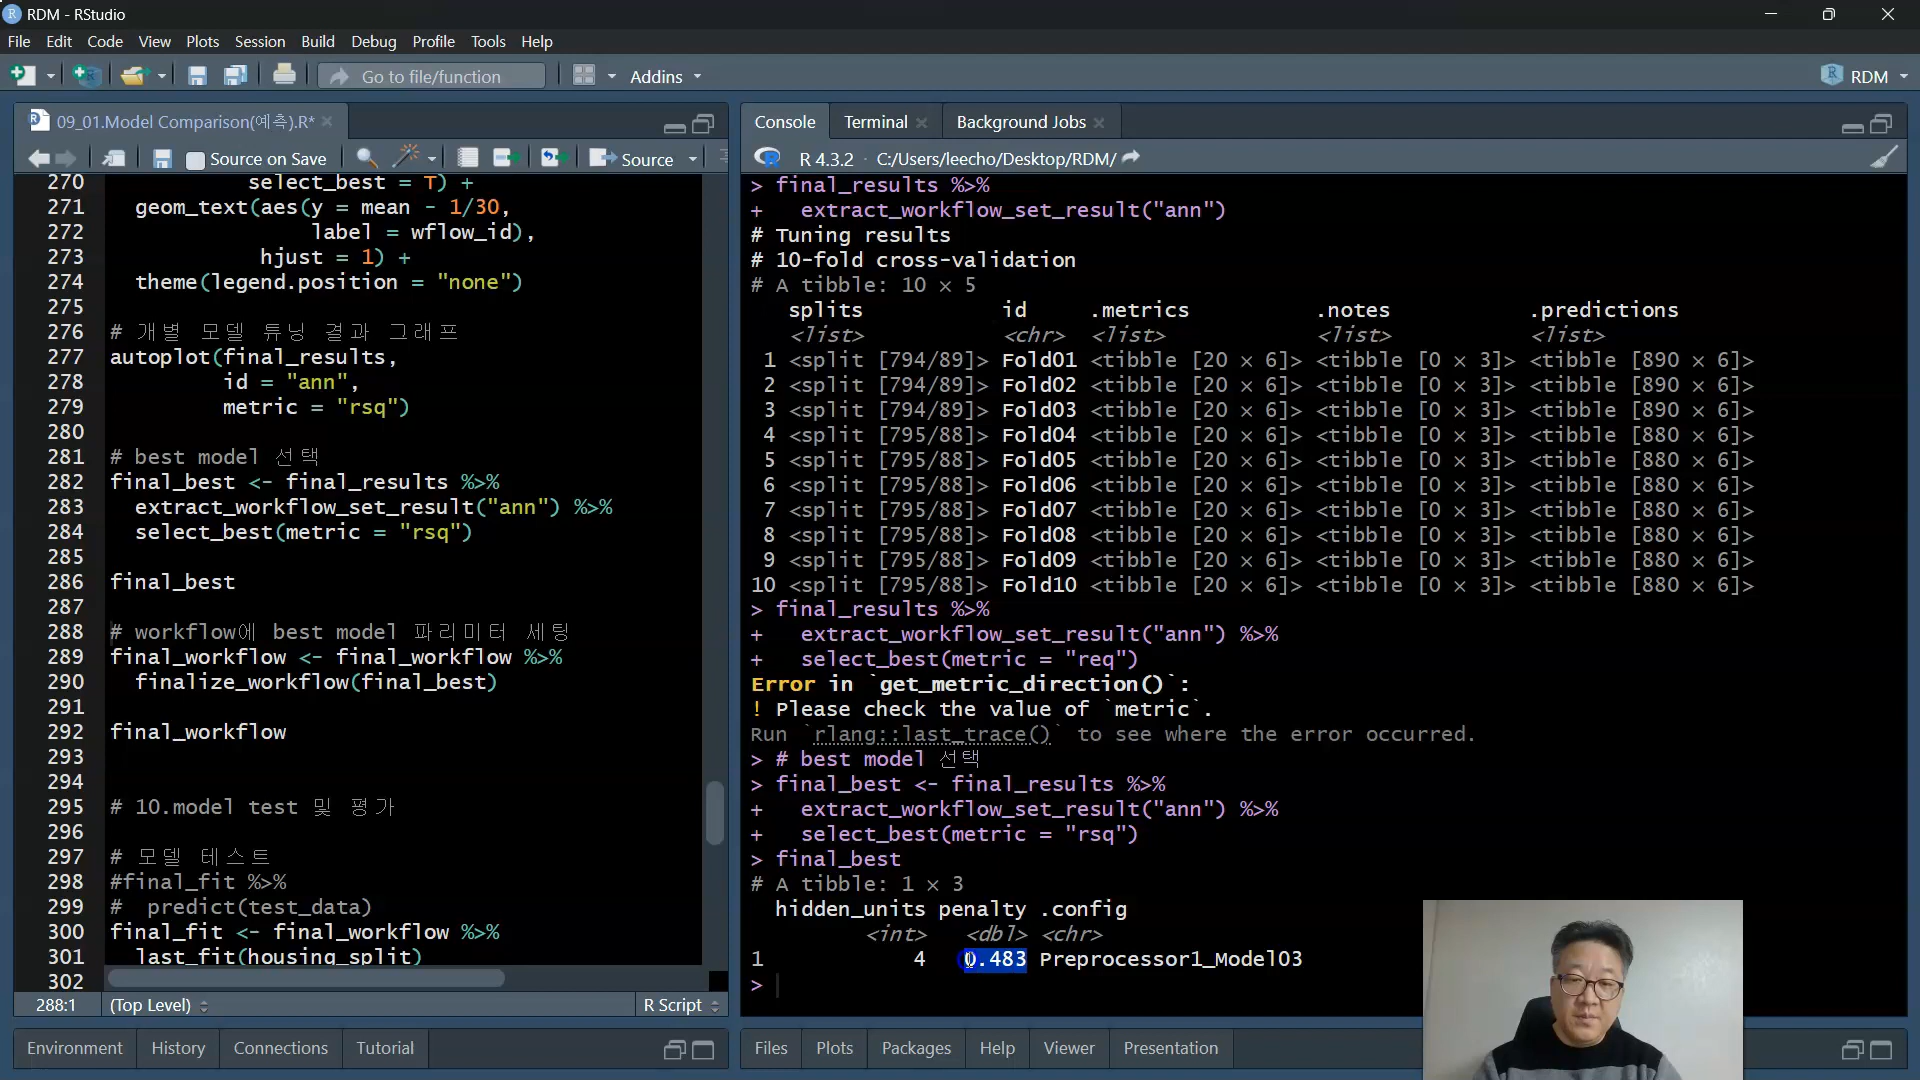 RDM - RStudio
File Edit Code View Plots Session Build Debug Profile Tools Help
Go to file/function
Addins
RDM
09_01.Model Comparison(예측).R*
Source on Save
Source
270 select_best = T) +
271 geom_text(aes(y = mean - 1/30,
272 label = wflow_id),
273 hjust = 1) +
274 theme(legend.position = "none")
275
276 # 개별 모델 튜닝 결과 그래프
277 autoplot(final_results,
278 id = "ann",
279 metric = "rsq")
280
281 # best model 선택
282 final_best <- final_results %>%
283 extract_workflow_set_result("ann") %>%
284 select_best(metric = "rsq")
285
286 final_best
287
288 # workflow에 best model 파리미터 세팅
289 final_workflow <- final_workflow %>%
290 finalize_workflow(final_best)
291
292 final_workflow
293
294
295 # 10.model test 및 평가
296
297 # 모델 테스트
298 #final_fit %>%
299 # predict(test_data)
300 final_fit <- final_workflow %>%
301 last_fit(housing_split)
302
288:1 (Top Level) R Script
Environment History Connections Tutorial
Console Terminal Background Jobs
R 4.3.2 · C:/Users/leecho/Desktop/RDM/
> final_results %>%
+ extract_workflow_set_result("ann")
# Tuning results
# 10-fold cross-validation
# A tibble: 10 × 5
splits id .metrics .notes .predictions
<list> <chr> <list> <list> <list>
1 <split [794/89]> Fold01 <tibble [20 × 6]> <tibble [0 × 3]> <tibble [890 × 6]>
2 <split [794/89]> Fold02 <tibble [20 × 6]> <tibble [0 × 3]> <tibble [890 × 6]>
3 <split [794/89]> Fold03 <tibble [20 × 6]> <tibble [0 × 3]> <tibble [890 × 6]>
4 <split [795/88]> Fold04 <tibble [20 × 6]> <tibble [0 × 3]> <tibble [880 × 6]>
5 <split [795/88]> Fold05 <tibble [20 × 6]> <tibble [0 × 3]> <tibble [880 × 6]>
6 <split [795/88]> Fold06 <tibble [20 × 6]> <tibble [0 × 3]> <tibble [880 × 6]>
7 <split [795/88]> Fold07 <tibble [20 × 6]> <tibble [0 × 3]> <tibble [880 × 6]>
8 <split [795/88]> Fold08 <tibble [20 × 6]> <tibble [0 × 3]> <tibble [880 × 6]>
9 <split [795/88]> Fold09 <tibble [20 × 6]> <tibble [0 × 3]> <tibble [880 × 6]>
10 <split [795/88]> Fold10 <tibble [20 × 6]> <tibble [0 × 3]> <tibble [880 × 6]>
> final_results %>%
+ extract_workflow_set_result("ann") %>%
+ select_best(metric = "req")
Error in `get_metric_direction()`:
! Please check the value of `metric`.
Run `rlang::last_trace()` to see where the error occurred.
> # best model 선택
> final_best <- final_results %>%
+ extract_workflow_set_result("ann") %>%
+ select_best(metric = "rsq")
> final_best
# A tibble: 1 × 3
hidden_units penalty .config
<int> <dbl> <chr>
1 4 0.483 Preprocessor1_Model03
>
Files Plots Packages Help Viewer Presentation